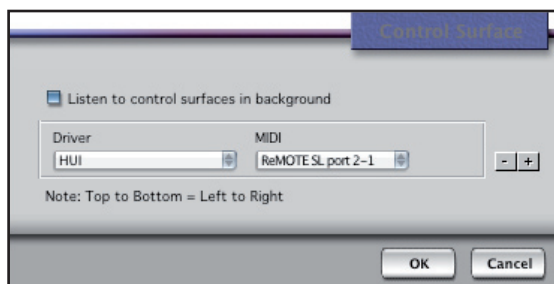 Control Surface
Listen to control surfaces in background
Driver
MIDI
HUI
ReMOTE SL port 2-1
- +
Note: Top to Bottom = Left to Right
OK
Cancel